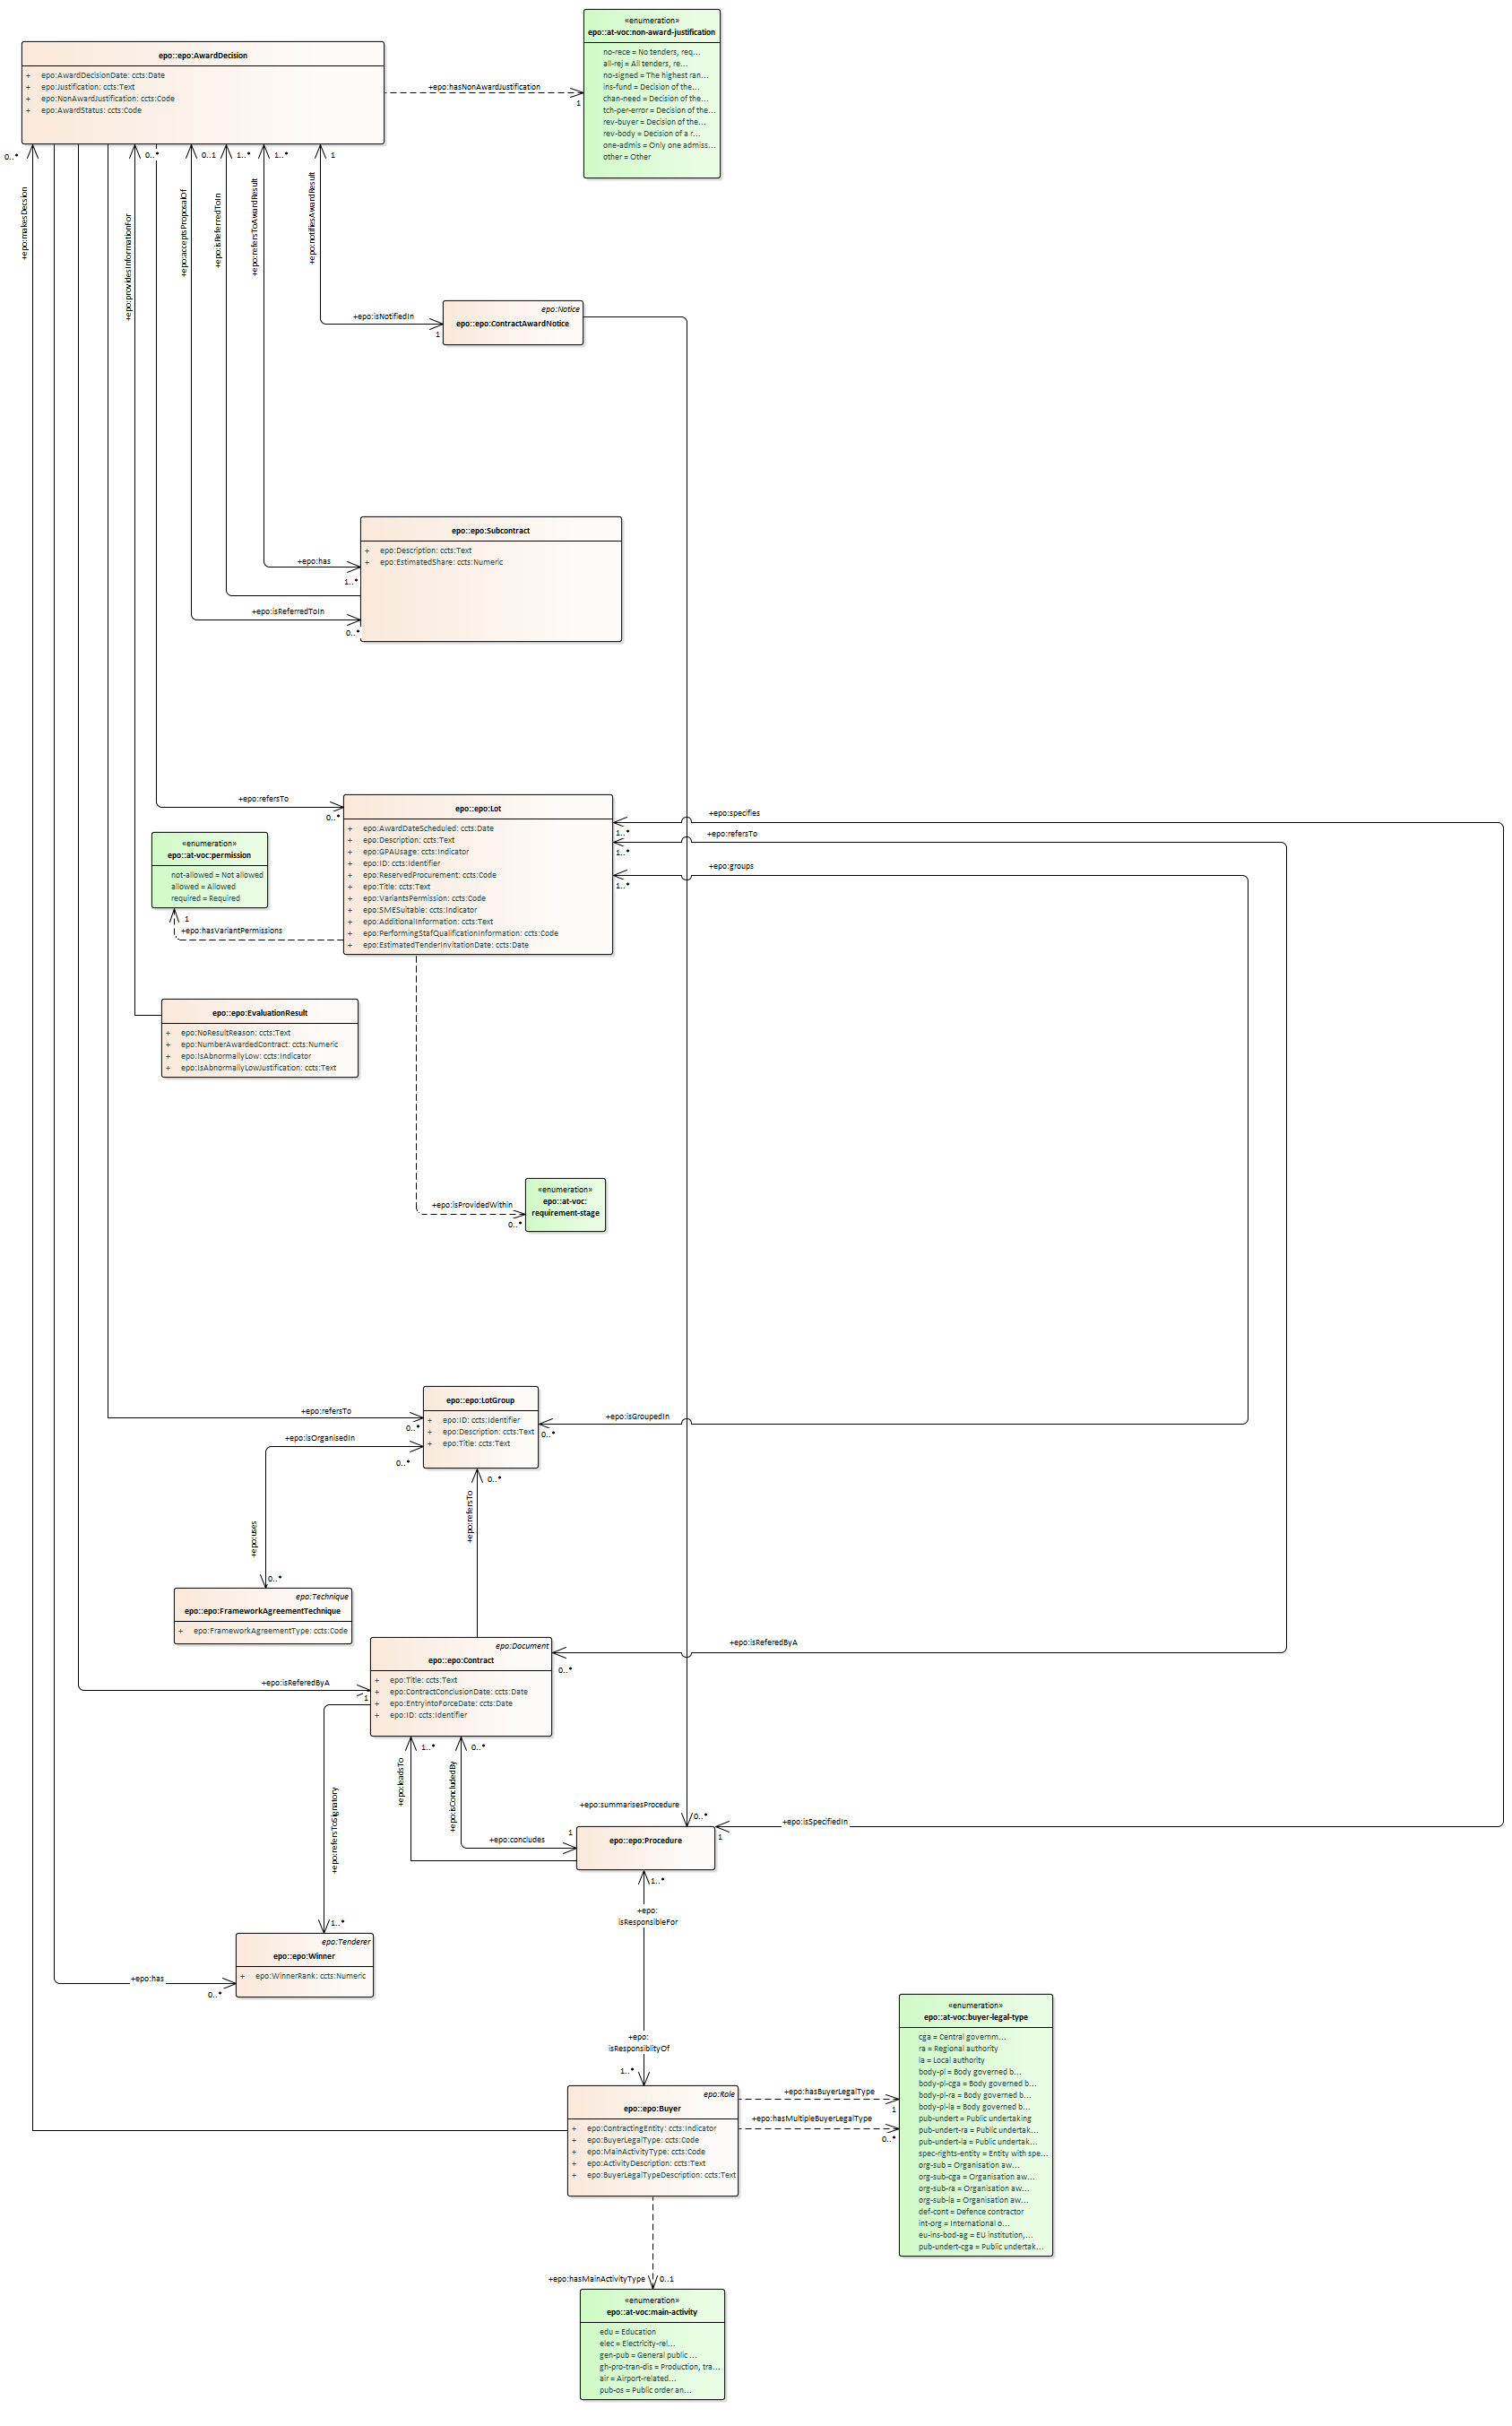 «enumeration»
epo::at-voc:non-award-justification
no-rece = No tenders, req...
all-rej = All tenders, re...
no-signed = The highest ran...
ins-fund = Decision of the...
chan-need = Decision of the...
tch-per-error = Decision of the...
rev-buyer = Decision of the...
rev-body = Decision of a r...
one-admis = Only one admiss...
other = Other
epo::epo:AwardDecision
+ epo:AwardDecisionDate: ccts:Date
+ epo:Justification: ccts:Text
+ epo:NonAwardJustification: ccts:Code
+ epo:AwardStatus: ccts:Code
+epo:hasNonAwardJustification
1
0..*
0..*
0..1
1..*
1..*
1
+epo:makesDecsion
+epo:providesInformationFor
+epo:acceptsProposalOf
+epo:isReferredToIn
+epo:refersToAwardResult
+epo:notifiesAwardResult
+epo:isNotifiedIn
1
epo:Notice
epo::epo:ContractAwardNotice
epo::epo:Subcontract
+ epo:Description: ccts:Text
+ epo:EstimatedShare: ccts:Numeric
+epo:has
1..*
+epo:isReferredToIn
0..*
+epo:refersTo
0..*
epo::epo:Lot
+ epo:AwardDateScheduled: ccts:Date
+ epo:Description: ccts:Text
+ epo:GPAUsage: ccts:Indicator
+ epo:ID: ccts:Identifier
+ epo:ReservedProcurement: ccts:Code
+ epo:Title: ccts:Text
+ epo:VariantsPermission: ccts:Code
+ epo:SMESuitable: ccts:Indicator
+ epo:AdditionalInformation: ccts:Text
+ epo:PerformingStafQualificationInformation: ccts:Code
+ epo:EstimatedTenderInvitationDate: ccts:Date
+epo:specifies
1..*
+epo:refersTo
1..*
+epo:groups
1..*
«enumeration»
epo::at-voc:permission
not-allowed = Not allowed
allowed = Allowed
required = Required
1
+epo:hasVariantPermissions
epo::epo:EvaluationResult
+ epo:NoResultReason: ccts:Text
+ epo:NumberAwardedContract: ccts:Numeric
+ epo:IsAbnormallyLow: ccts:Indicator
+ epo:IsAbnormallyLowJustification: ccts:Text
+epo:isProvidedWithin
0..*
«enumeration»
epo::at-voc:
requirement-stage
epo::epo:LotGroup
+ epo:ID: ccts:Identifier
+ epo:Description: ccts:Text
+ epo:Title: ccts:Text
+epo:refersTo
0..*
+epo:isGroupedIn
0..*
+epo:isOrganisedIn
0..*
0..*
+epo:refersTo
+epo:uses
0..*
epo:Technique
epo::epo:FrameworkAgreementTechnique
+ epo:FrameworkAgreementType: ccts:Code
epo:Document
epo::epo:Contract
+ epo:Title: ccts:Text
+ epo:ContractConclusionDate: ccts:Date
+ epo:EntryintoForceDate: ccts:Date
+ epo:ID: ccts:Identifier
+epo:isReferedByA
0..*
+epo:isReferedByA
1
1..*
0..*
+epo:leadsTo
+epo:isConcludedBy
+epo:refersToSignatory
+epo:summarisesProcedure
0..*
+epo:concludes
1
epo::epo:Procedure
+epo:isSpecifiedIn
1
1..*
+epo:
isResponsibleFor
1..*
epo:Tenderer
epo::epo:Winner
+ epo:WinnerRank: ccts:Numeric
+epo:has
0..*
+epo:
isResponsiblityOf
1..*
epo:Role
epo::epo:Buyer
+ epo:ContractingEntity: ccts:Indicator
+ epo:BuyerLegalType: ccts:Code
+ epo:MainActivityType: ccts:Code
+ epo:ActivityDescription: ccts:Text
+ epo:BuyerLegalTypeDescription: ccts:Text
+epo:hasBuyerLegalType
1
+epo:hasMultipleBuyerLegalType
0..*
«enumeration»
epo::at-voc:buyer-legal-type
cga = Central governm...
ra = Regional authority
la = Local authority
body-pl = Body governed b...
body-pl-cga = Body governed b...
body-pl-ra = Body governed b...
body-pl-la = Body governed b...
pub-undert = Public undertaking
pub-undert-ra = Public undertak...
pub-undert-la = Public undertak...
spec-rights-entity = Entity with spe...
org-sub = Organisation aw...
org-sub-cga = Organisation aw...
org-sub-ra = Organisation aw...
org-sub-la = Organisation aw...
def-cont = Defence contractor
int-org = International o...
eu-ins-bod-ag = EU institution,...
pub-undert-cga = Public undertak...
+epo:hasMainActivityType
0..1
«enumeration»
epo::at-voc:main-activity
edu = Education
elec = Electricity-rel...
gen-pub = General public ...
gh-pro-tran-dis = Production, tra...
air = Airport-related...
pub-os = Public order an...